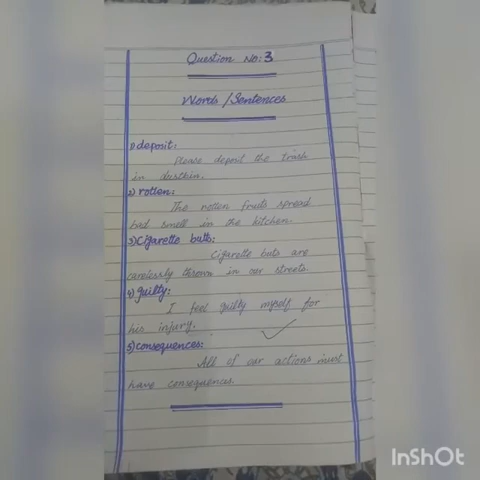 Question No: 3
Words/Sentences
1) deposit:
Please deposit the trash
in dustbin.
2) rotten:
The rotten fruits spread
bad smell in the kitchen.
3) Cigarette butts:
Cigarette buts are
carelessly thrown in our streets.
4) guilty:
I feel guilty myself for
his injury.
5) consequences:
All of our actions must
have consequences.
InShOt